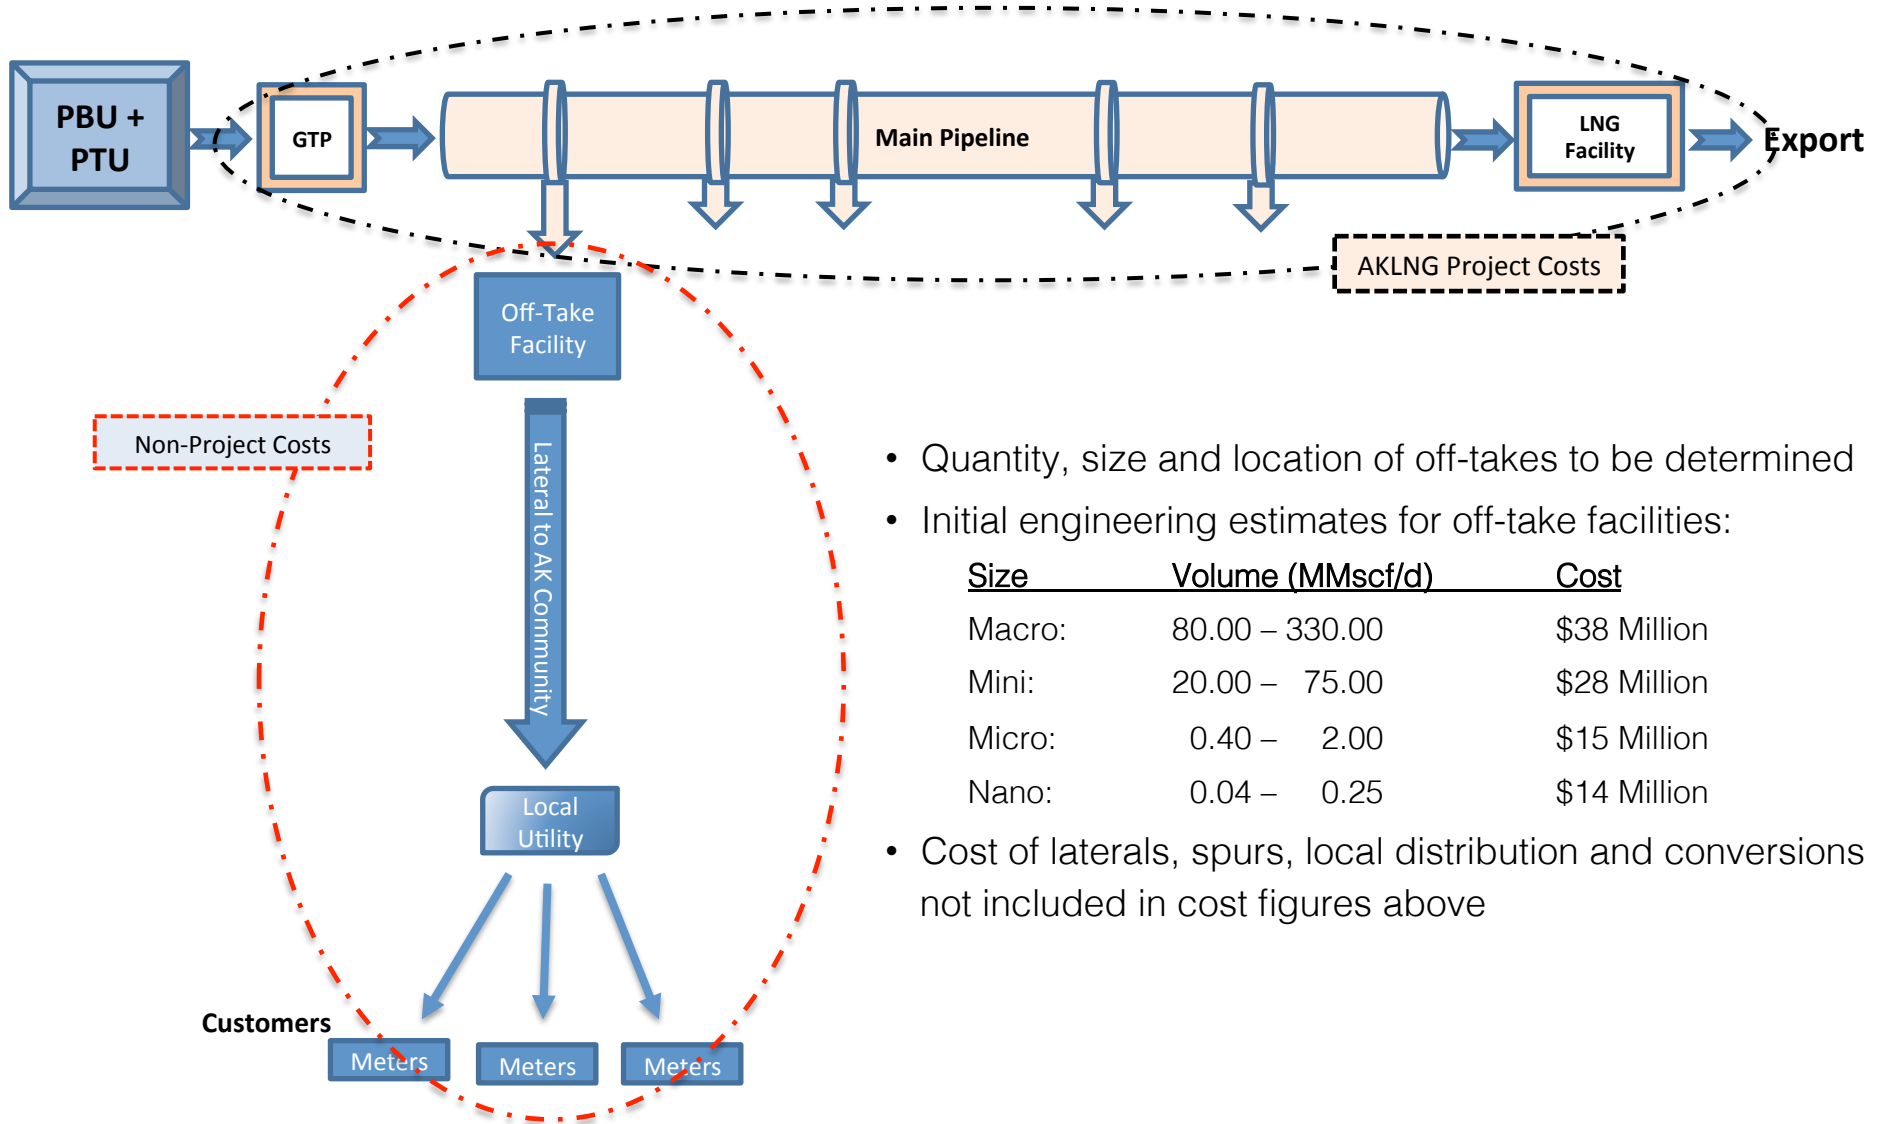 PBU +
PTU
GTP
Main Pipeline
LNG
Facility
Export
AKLNG Project Costs
Off-Take
Facility
Non-Project Costs
Lateral to AK Community
Local
Utility
Customers
Meters
Meters
Meters
• Quantity, size and location of off-takes to be determined
• Initial engineering estimates for off-take facilities:
Size Volume (MMscf/d) Cost
Macro: 80.00 – 330.00 $38 Million
Mini: 20.00 – 75.00 $28 Million
Micro: 0.40 – 2.00 $15 Million
Nano: 0.04 – 0.25 $14 Million
• Cost of laterals, spurs, local distribution and conversions
not included in cost figures above